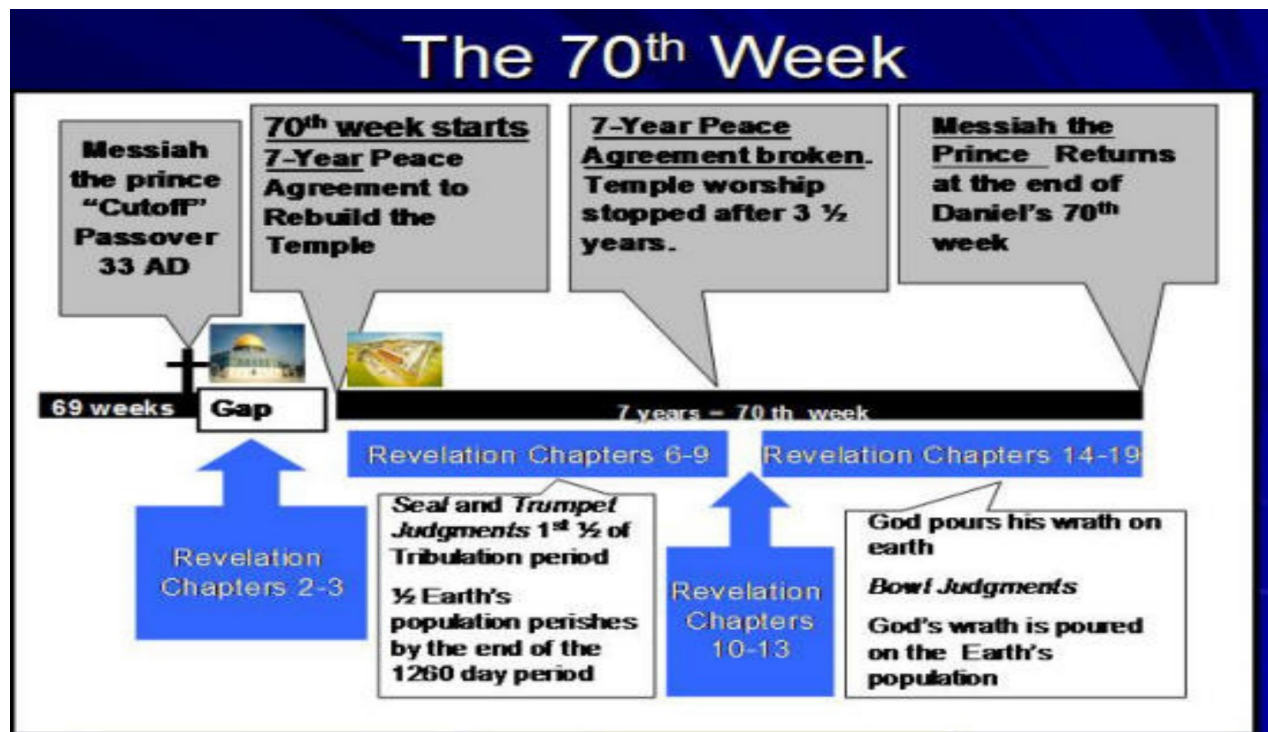 The 70th Week
Messiah
the prince
“Cutoff”
Passover
33 AD
70th week starts
7-Year Peace
Agreement to
Rebuild the
Temple
7-Year Peace
Agreement broken.
Temple worship
stopped after 3 ½
years.
Messiah the
Prince Returns
at the end of
Daniel's 70th
week
69 weeks
Gap
7 years = 70 th week
Revelation Chapters 6-9
Revelation Chapters 14-19
Revelation
Chapters 2-3
Seal and Trumpet
Judgments 1st ½ of
Tribulation period
½ Earth's
population perishes
by the end of the
1260 day period
Revelation
Chapters
10-13
God pours his wrath on
earth
Bowl Judgments
God's wrath is poured
on the Earth's
population